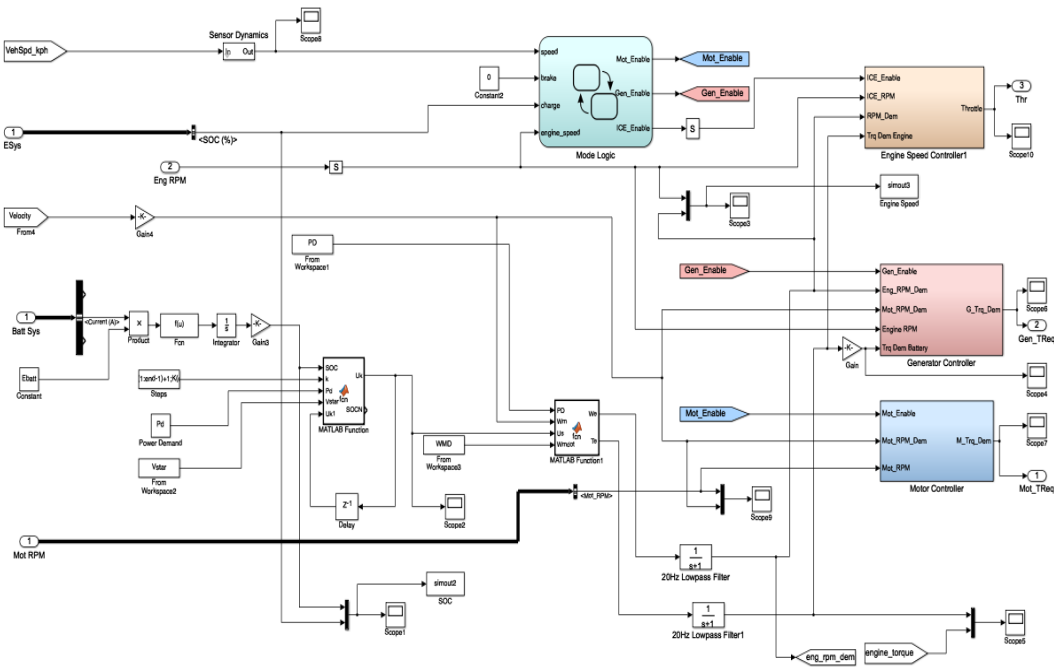 VehSpd_kph
Sensor Dynamics
In Out
Scope8
0
Constant2
speed
brake
charge
engine_speed
Mot_Enable
Gen_Enable
ICE_Enable
Mode Logic
Mot_Enable
Gen_Enable
S
ICE_Enable
ICE_RPM
RPM_Dem
Trq Dem Engine
Throttle
Engine Speed Controller1
3
Thr
Scope10
1
ESys
<SOC (%)>
2
Eng RPM
S
Scope3
simout3
Engine Speed
Velocity
From4
-K-
Gain4
PD
From
Workspace1
Gen_Enable
Gen_Enable
Eng_RPM_Dem
Mot_RPM_Dem
Engine RPM
Trq Dem Battery
G_Trq_Dem
Generator Controller
Scope6
2
Gen_TReq
-K-
Gain
Scope4
1
Batt Sys
<Current (A)>
X
Product
f(u)
Fcn
1
s
Integrator
-K-
Gain3
Ebatt
Constant
Steps
Pd
Power Demand
Vstar
From
Workspace2
SOC
k
Pd
Vstar
Uk1
Uk
SOCN
fcn
MATLAB Function
Z-1
Delay
Scope2
WMD
From
Workspace3
PD
Wm
Us
We
Te
fcn
MATLAB Function1
Mot_Enable
Mot_Enable
Mot_RPM_Dem
Mot_RPM
M_Trq_Dem
Motor Controller
Scope7
1
Mot_TReq
<Mot_RPM>
Scope9
1
Mot RPM
1
s+1
20Hz Lowpass Filter
1
s+1
20Hz Lowpass Filter1
simout2
SOC
Scope1
eng_rpm_dem
engine_torque
Scope5